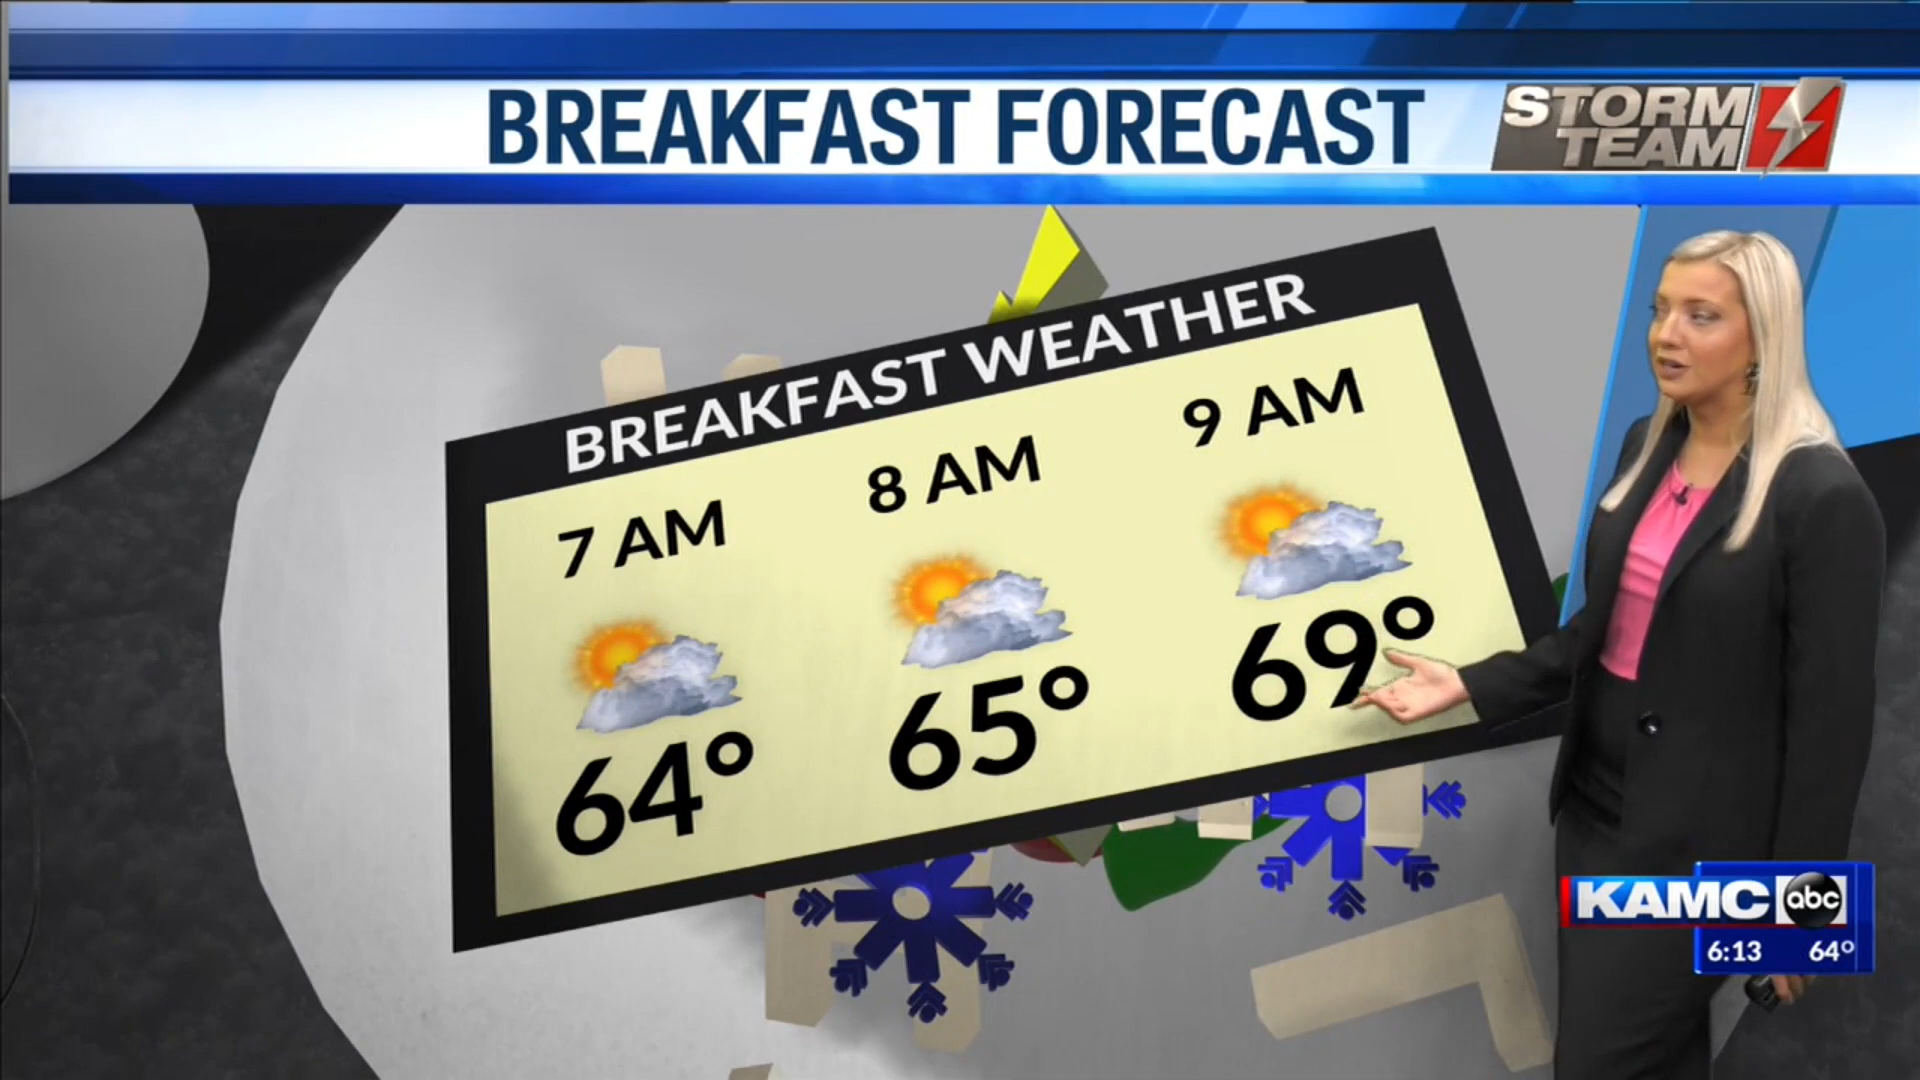 BREAKFAST FORECAST
STORM
TEAM
BREAKFAST WEATHER
7 AM
8 AM
9 AM
64°
65°
69°
KAMC abc
6:13 64°